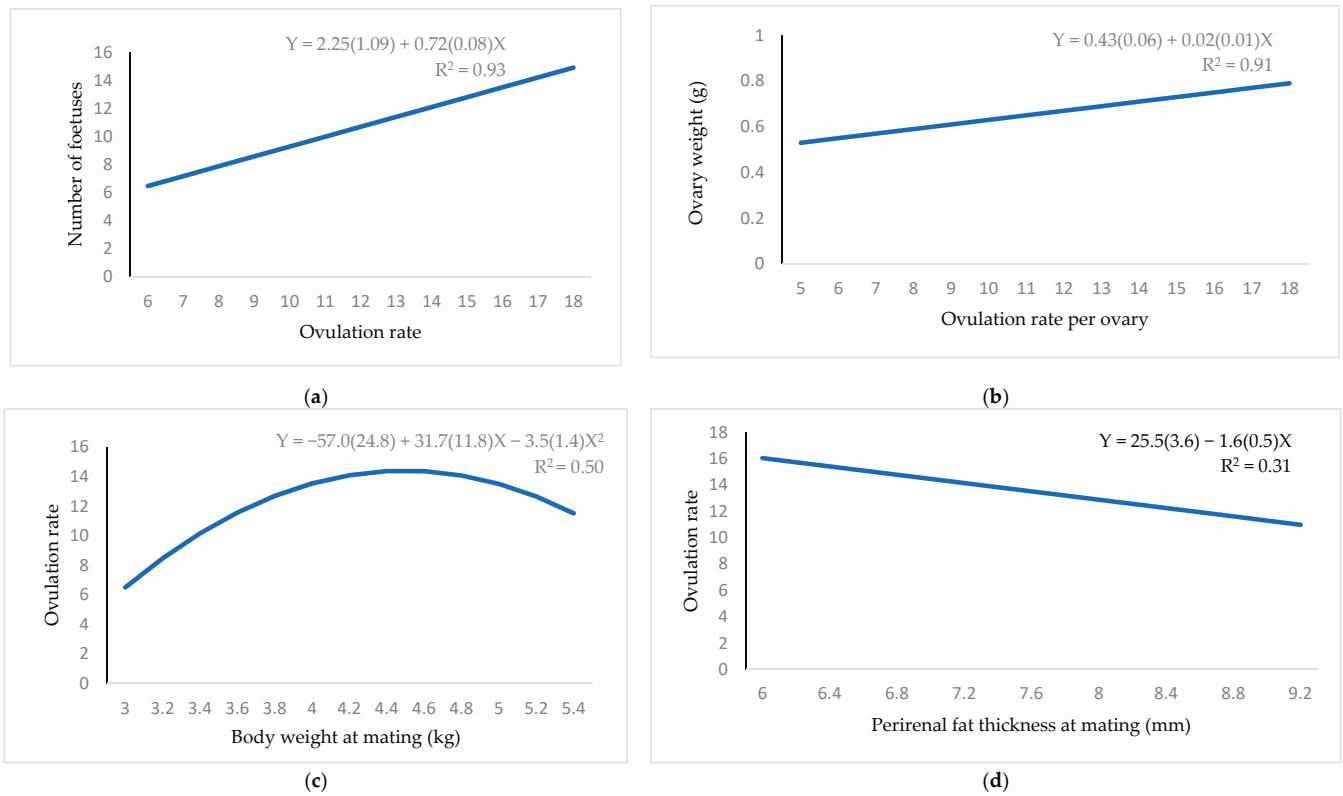 Y = 2.25(1.09) + 0.72(0.08)X
R² = 0.93
Number of foetuses
16
14
12
10
8
6
4
2
0
6 7 8 9 10 11 12 13 14 15 16 17 18
Ovulation rate
(a)
Y = 0.43(0.06) + 0.02(0.01)X
R² = 0.91
Ovary weight (g)
1
0.8
0.6
0.4
0.2
0
5 6 7 8 9 10 11 12 13 14 15 16 17 18
Ovulation rate per ovary
(b)
Y = −57.0(24.8) + 31.7(11.8)X − 3.5(1.4)X²
R² = 0.50
Ovulation rate
16
14
12
10
8
6
4
2
0
3 3.2 3.4 3.6 3.8 4 4.2 4.4 4.6 4.8 5 5.2 5.4
Body weight at mating (kg)
(c)
Y = 25.5(3.6) − 1.6(0.5)X
R² = 0.31
Ovulation rate
18
16
14
12
10
8
6
4
2
0
6 6.4 6.8 7.2 7.6 8 8.4 8.8 9.2
Perirenal fat thickness at mating (mm)
(d)